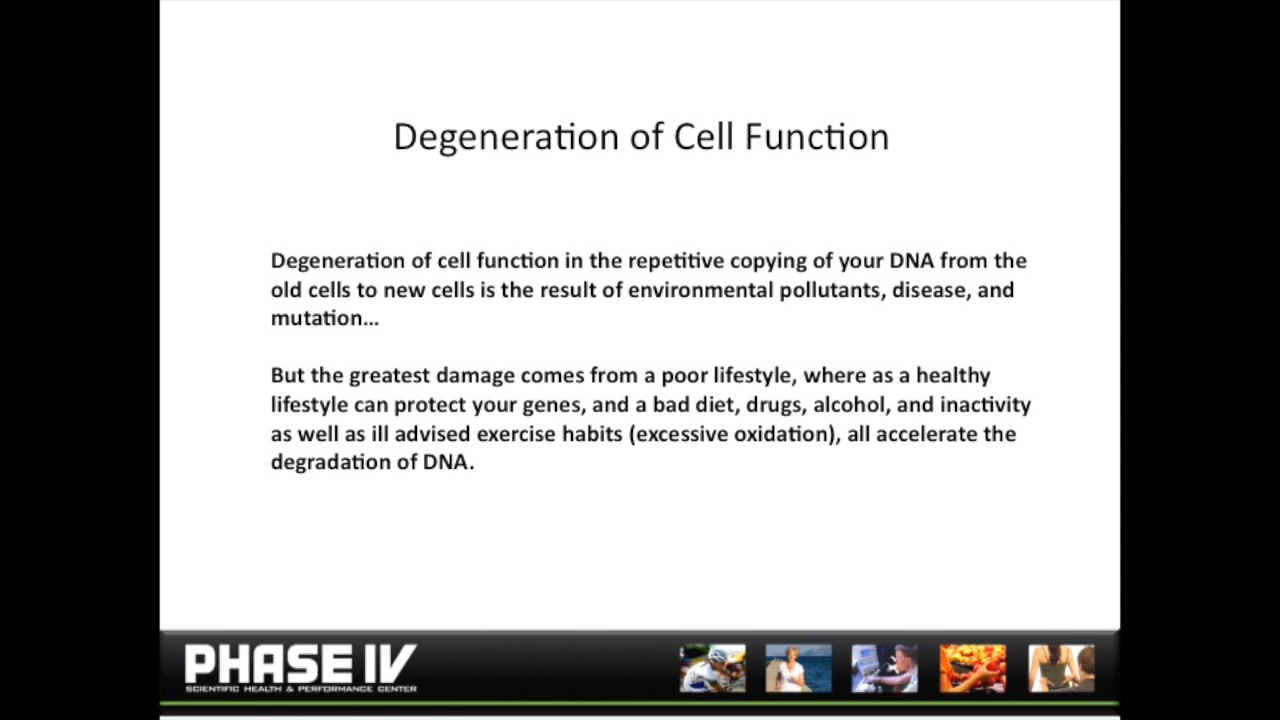 Degeneration of Cell Function
Degeneration of cell function in the repetitive copying of your DNA from the
old cells to new cells is the result of environmental pollutants, disease, and
mutation...
But the greatest damage comes from a poor lifestyle, where as a healthy
lifestyle can protect your genes, and a bad diet, drugs, alcohol, and inactivity
as well as ill advised exercise habits (excessive oxidation), all accelerate the
degradation of DNA.
PHASE IV
SCIENTIFIC HEALTH & PERFORMANCE CENTER